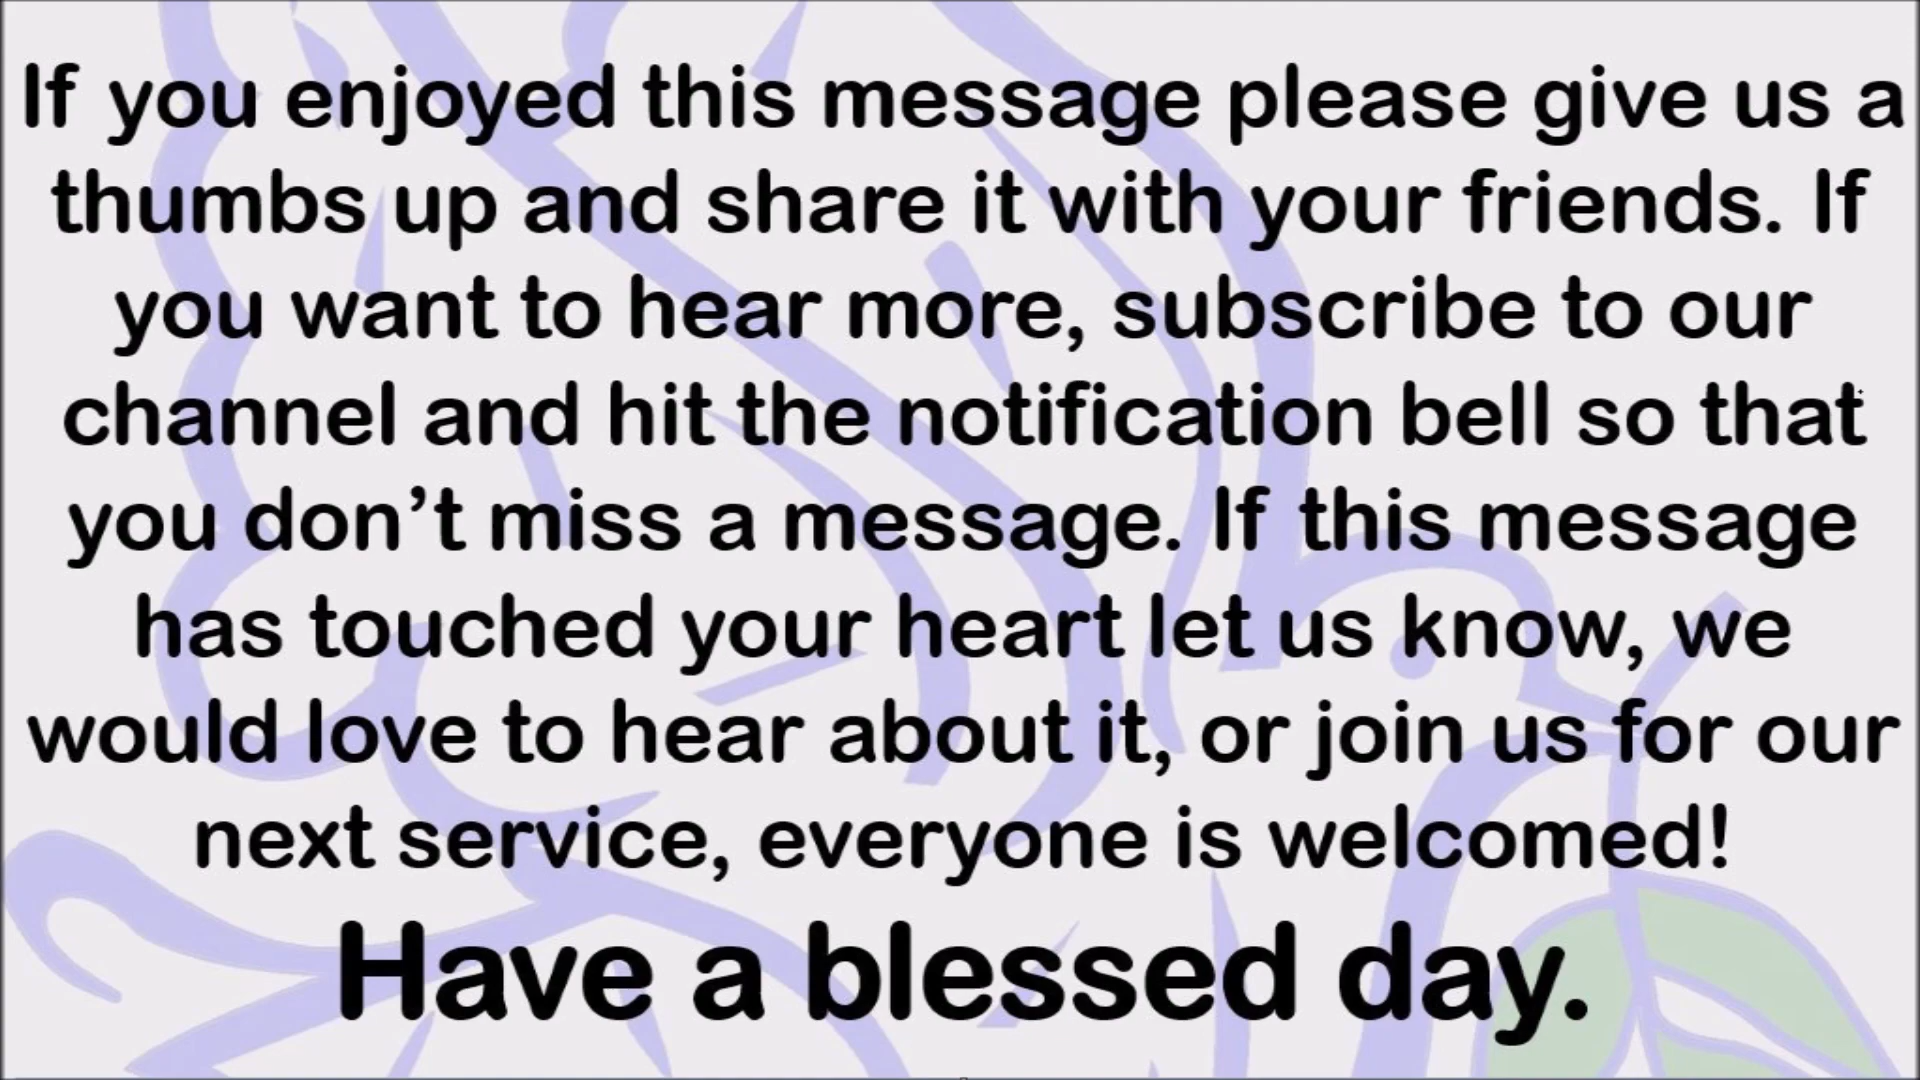 If you enjoyed this message please give us a
thumbs up and share it with your friends. If
you want to hear more, subscribe to our
channel and hit the notification bell so that
you don’t miss a message. If this message
has touched your heart let us know, we
would love to hear about it, or join us for our
next service, everyone is welcomed!
Have a blessed day.